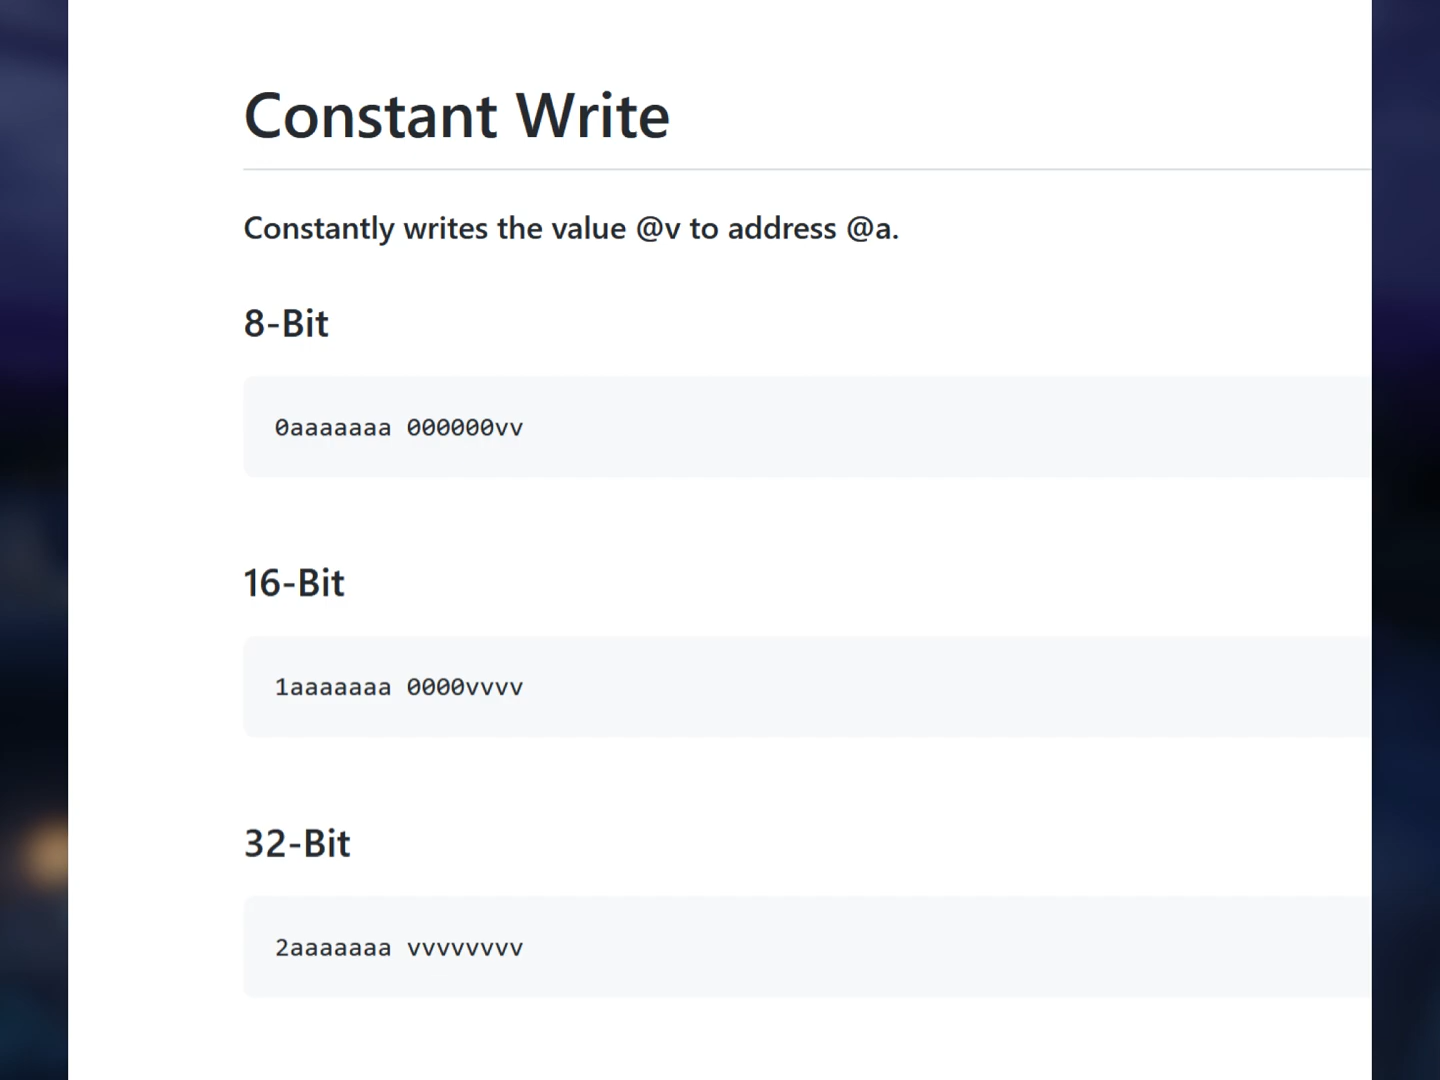 Constant Write
Constantly writes the value @v to address @a.
8-Bit
0aaaaaaa 000000vv
16-Bit
1aaaaaaa 0000vvvv
32-Bit
2aaaaaaa vvvvvvvv